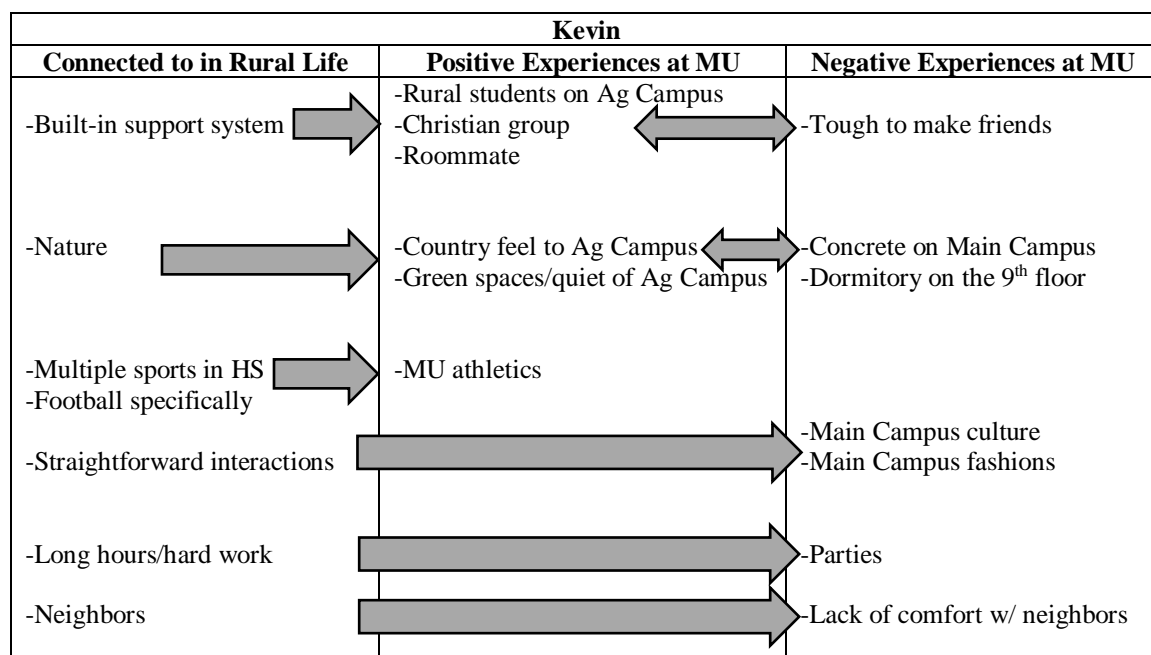 Kevin
Connected to in Rural Life Positive Experiences at MU Negative Experiences at MU
-Rural students on Ag Campus
-Built-in support system -Christian group -Tough to make friends
-Roommate
-Nature -Country feel to Ag Campus -Concrete on Main Campus
-Green spaces/quiet of Ag Campus -Dormitory on the 9th floor
-Multiple sports in HS -MU athletics
-Football specifically
-Main Campus culture
-Straightforward interactions -Main Campus fashions
-Long hours/hard work -Parties
-Neighbors -Lack of comfort w/ neighbors